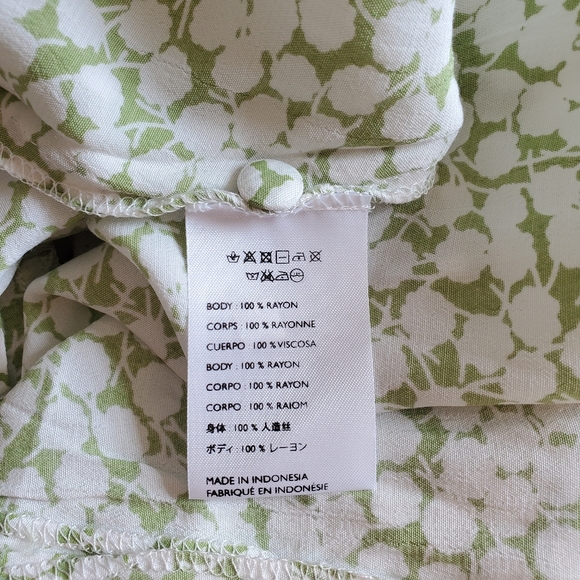 BODY : 100 % RAYON
CORPS : 100 % RAYONNE
CUERPO : 100 % VISCOSA
BODY : 100 % RAYON
CORPO : 100 % RAYON
CORPO : 100 % RAIOM
身体 : 100 % 人造丝
ボディ : 100 % レーヨン
MADE IN INDONESIA
FABRIQUÉ EN INDONÉSIE